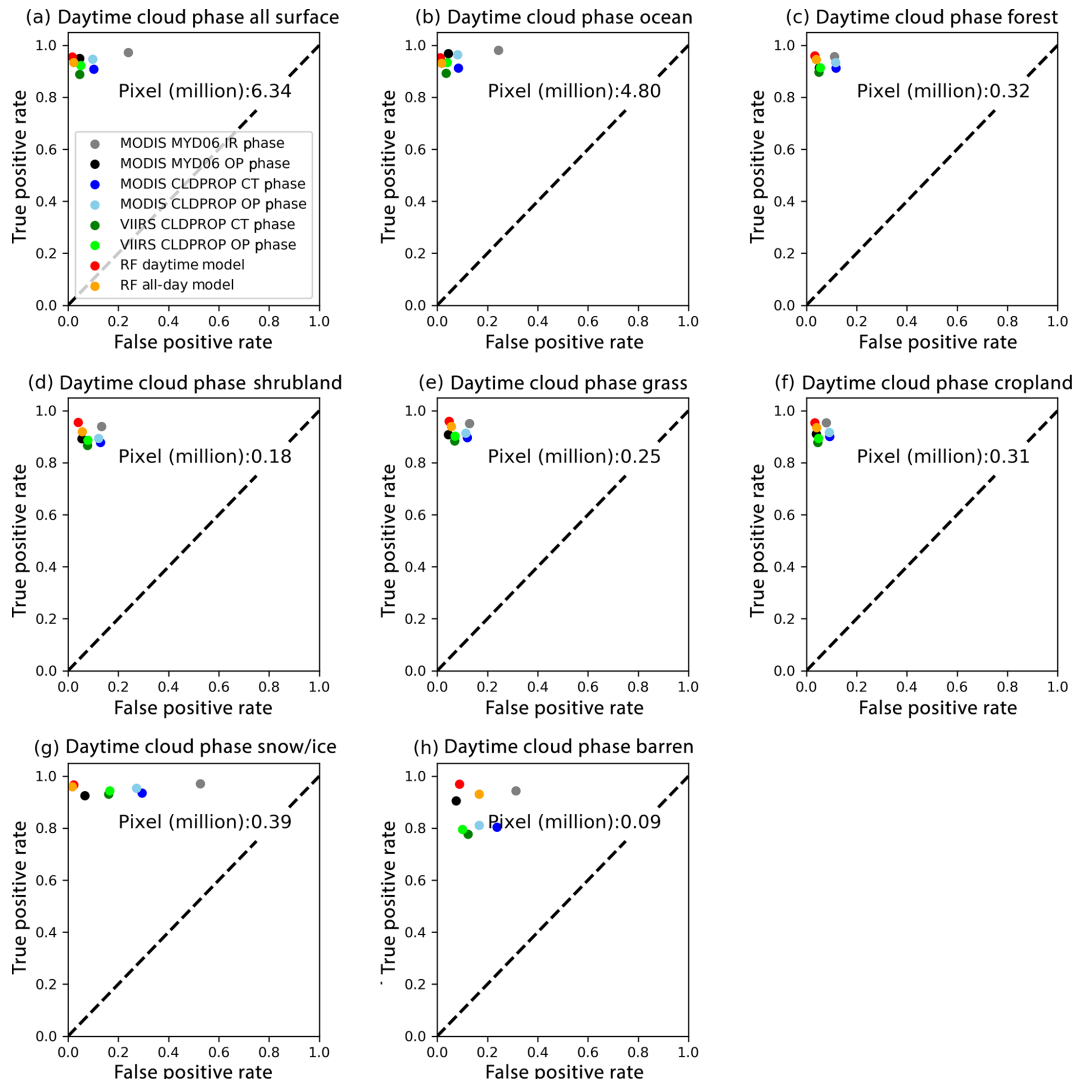 (a) Daytime cloud phase all surface
True positive rate
1.0
0.8
0.6
0.4
0.2
0.0
Pixel (million):6.34
MODIS MYD06 IR phase
MODIS MYD06 OP phase
MODIS CLDPROP CT phase
MODIS CLDPROP OP phase
VIIRS CLDPROP CT phase
VIIRS CLDPROP OP phase
RF daytime model
RF all-day model
0.0 0.2 0.4 0.6 0.8 1.0
False positive rate
(b) Daytime cloud phase ocean
True positive rate
1.0
0.8
0.6
0.4
0.2
0.0
Pixel (million):4.80
0.0 0.2 0.4 0.6 0.8 1.0
False positive rate
(c) Daytime cloud phase forest
True positive rate
1.0
0.8
0.6
0.4
0.2
0.0
Pixel (million):0.32
0.0 0.2 0.4 0.6 0.8 1.0
False positive rate
(d) Daytime cloud phase shrubland
True positive rate
1.0
0.8
0.6
0.4
0.2
0.0
Pixel (million):0.18
0.0 0.2 0.4 0.6 0.8 1.0
False positive rate
(e) Daytime cloud phase grass
True positive rate
1.0
0.8
0.6
0.4
0.2
0.0
Pixel (million):0.25
0.0 0.2 0.4 0.6 0.8 1.0
False positive rate
(f) Daytime cloud phase cropland
True positive rate
1.0
0.8
0.6
0.4
0.2
0.0
Pixel (million):0.31
0.0 0.2 0.4 0.6 0.8 1.0
False positive rate
(g) Daytime cloud phase snow/ice
True positive rate
1.0
0.8
0.6
0.4
0.2
0.0
Pixel (million):0.39
0.0 0.2 0.4 0.6 0.8 1.0
False positive rate
(h) Daytime cloud phase barren
True positive rate
1.0
0.8
0.6
0.4
0.2
0.0
Pixel (million):0.09
0.0 0.2 0.4 0.6 0.8 1.0
False positive rate